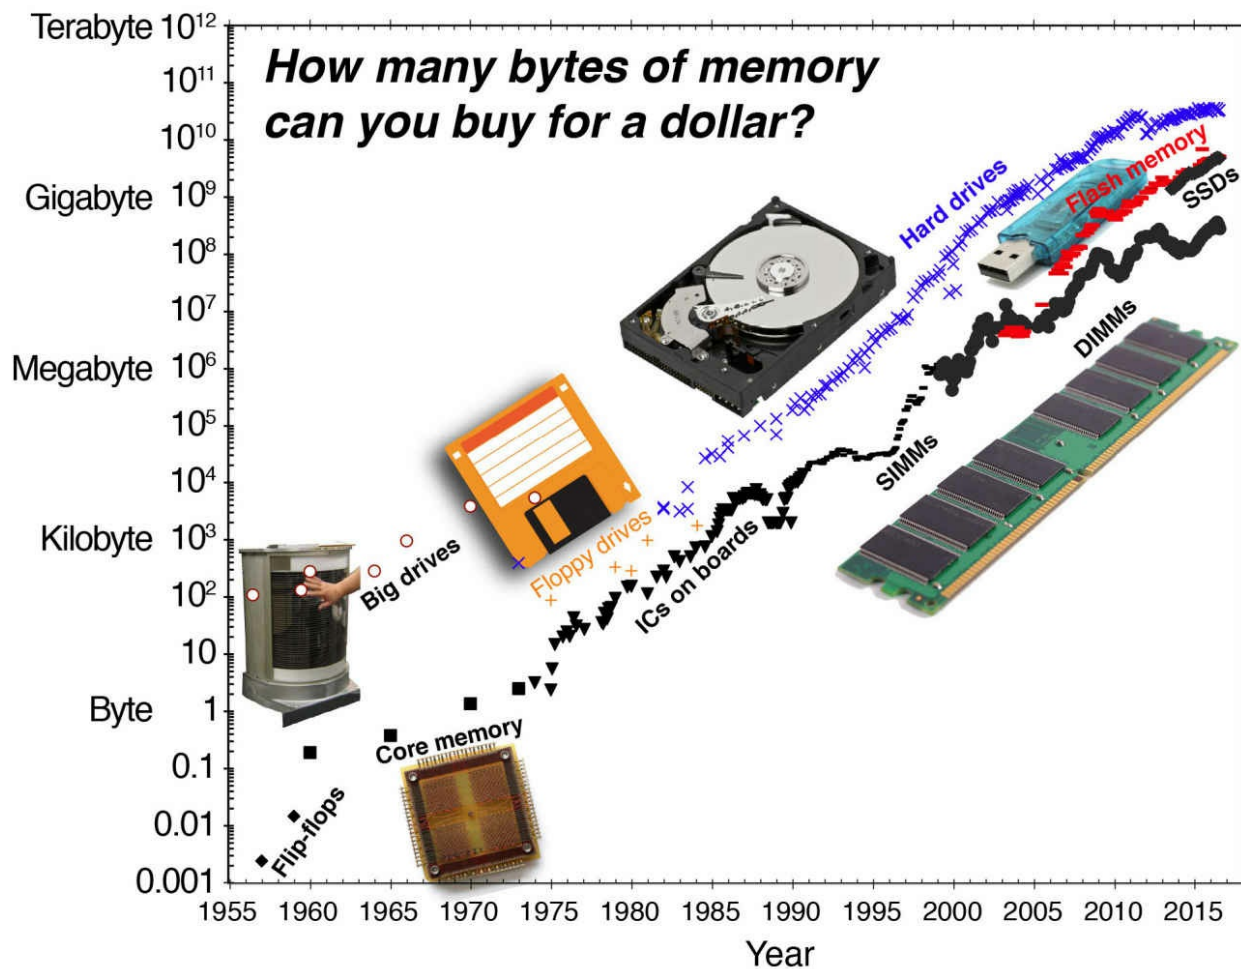 How many bytes of memory
can you buy for a dollar?
Terabyte 10¹²
10¹¹
10¹⁰
Gigabyte 10⁹
10⁸
10⁷
Megabyte 10⁶
10⁵
10⁴
Kilobyte 10³
10²
10
Byte 1
0.1
0.01
0.001
Hard drives
Flash memory
SSDs
DIMMs
SIMMs
Floppy drives
ICs on boards
Big drives
Core memory
Flip-flops
1955 1960 1965 1970 1975 1980 1985 1990 1995 2000 2005 2010 2015
Year